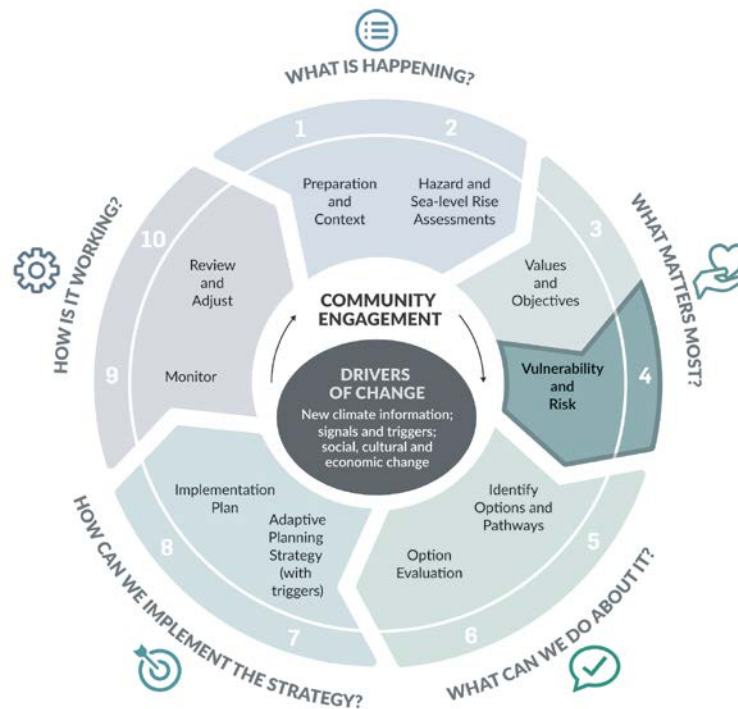 WHAT IS HAPPENING?
1
2
Preparation
and
Context
Hazard and
Sea-level Rise
Assessments
WHAT MATTERS MOST?
3
Values
and
Objectives
4
Vulnerability
and
Risk
WHAT CAN WE DO ABOUT IT?
5
Identify
Options and
Pathways
6
Option
Evaluation
HOW CAN WE IMPLEMENT THE STRATEGY?
7
Adaptive
Planning
Strategy
(with
triggers)
8
Implementation
Plan
HOW IS IT WORKING?
9
Monitor
10
Review
and
Adjust
COMMUNITY
ENGAGEMENT
DRIVERS
OF CHANGE
New climate information;
signals and triggers;
social, cultural and
economic change